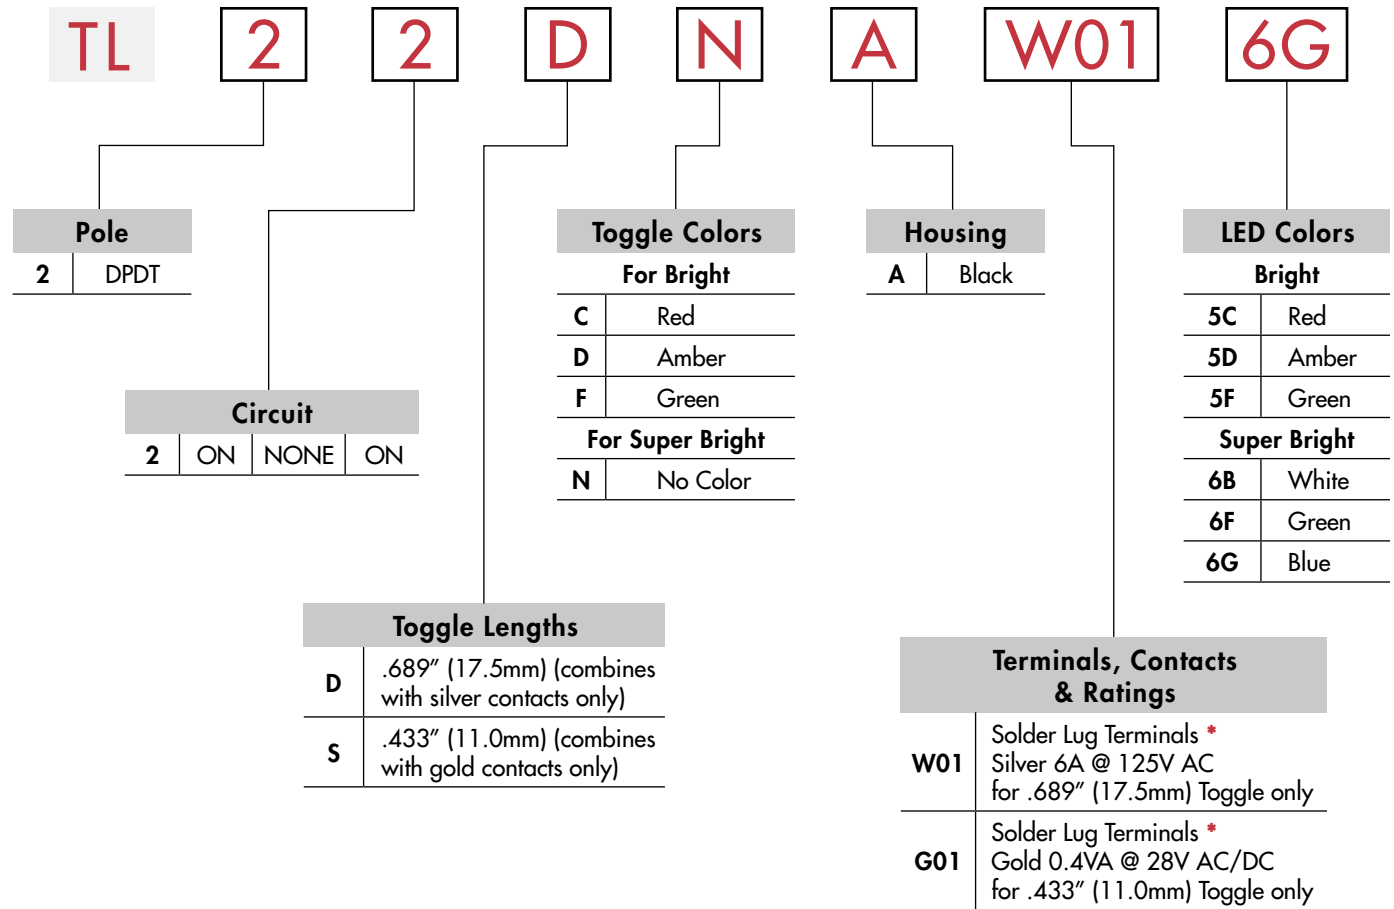 TL 2 2 D N A W01 6G
Pole
2 DPDT
Circuit
2 ON NONE ON
Toggle Lengths
D .689" (17.5mm) (combines
with silver contacts only)
S .433" (11.0mm) (combines
with gold contacts only)
Toggle Colors
For Bright
C Red
D Amber
F Green
For Super Bright
N No Color
Housing
A Black
Terminals, Contacts
& Ratings
W01 Solder Lug Terminals *
Silver 6A @ 125V AC
for .689" (17.5mm) Toggle only
G01 Solder Lug Terminals *
Gold 0.4VA @ 28V AC/DC
for .433" (11.0mm) Toggle only
LED Colors
Bright
5C Red
5D Amber
5F Green
Super Bright
6B White
6F Green
6G Blue